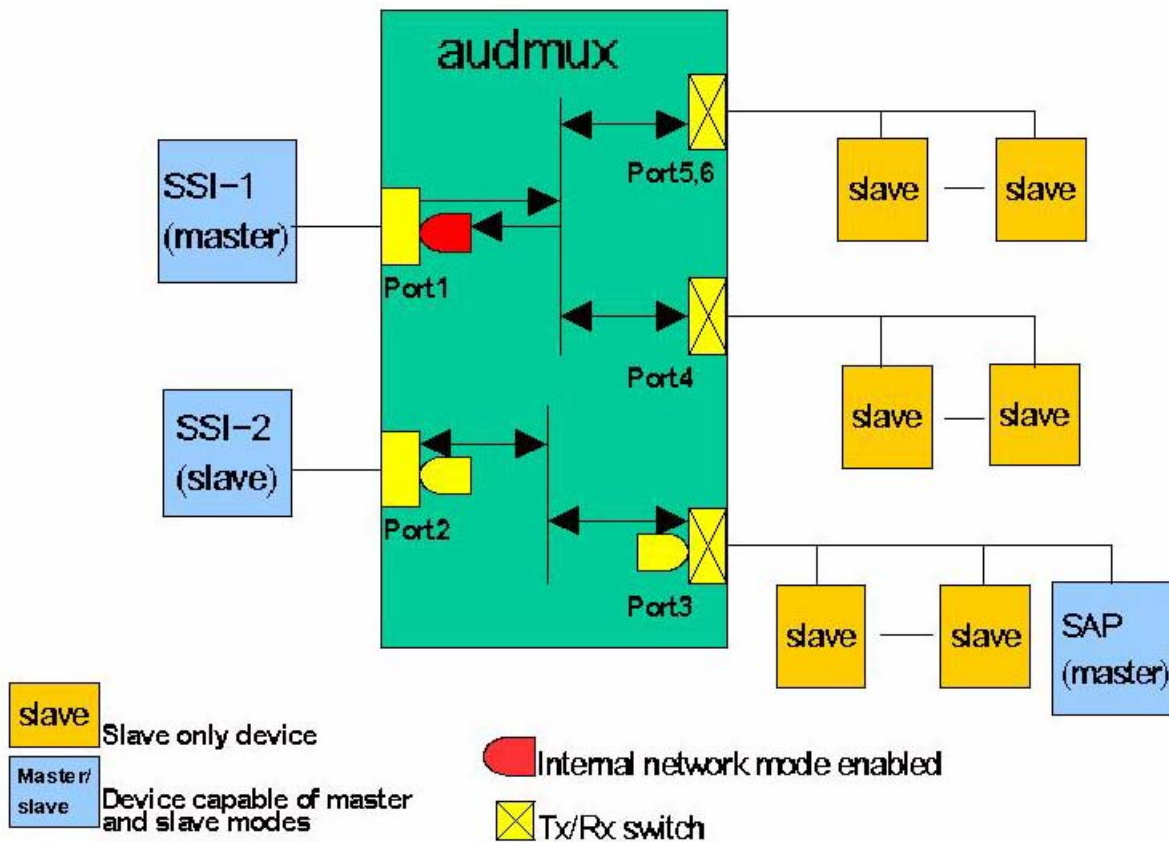 audmux
SSI-1
(master)
Port1
Port5,6
slave
slave
Port4
slave
slave
SSI-2
(slave)
Port2
Port3
slave
slave
SAP
(master)
slave
Slave only device
Master/
slave
Device capable of master
and slave modes
Internal network mode enabled
Tx/Rx switch